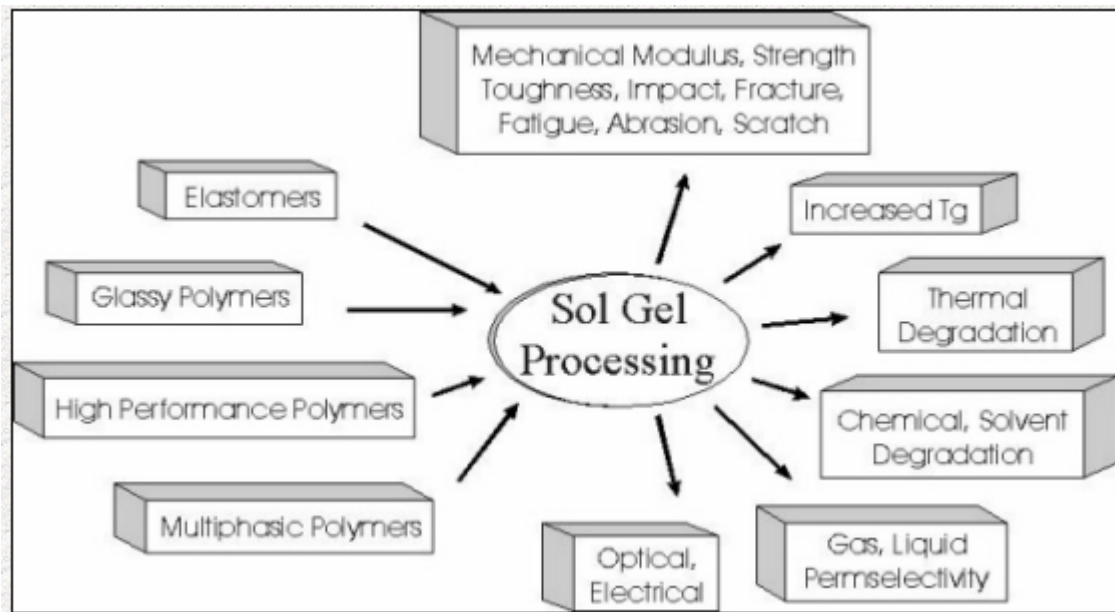 Mechanical Modulus, Strength
Toughness, Impact, Fracture,
Fatigue, Abrasion, Scratch
Elastomers
Increased Tg
Glassy Polymers
Sol Gel
Processing
Thermal
Degradation
High Performance Polymers
Chemical, Solvent
Degradation
Multiphasic Polymers
Optical,
Electrical
Gas, Liquid
Permselectivity